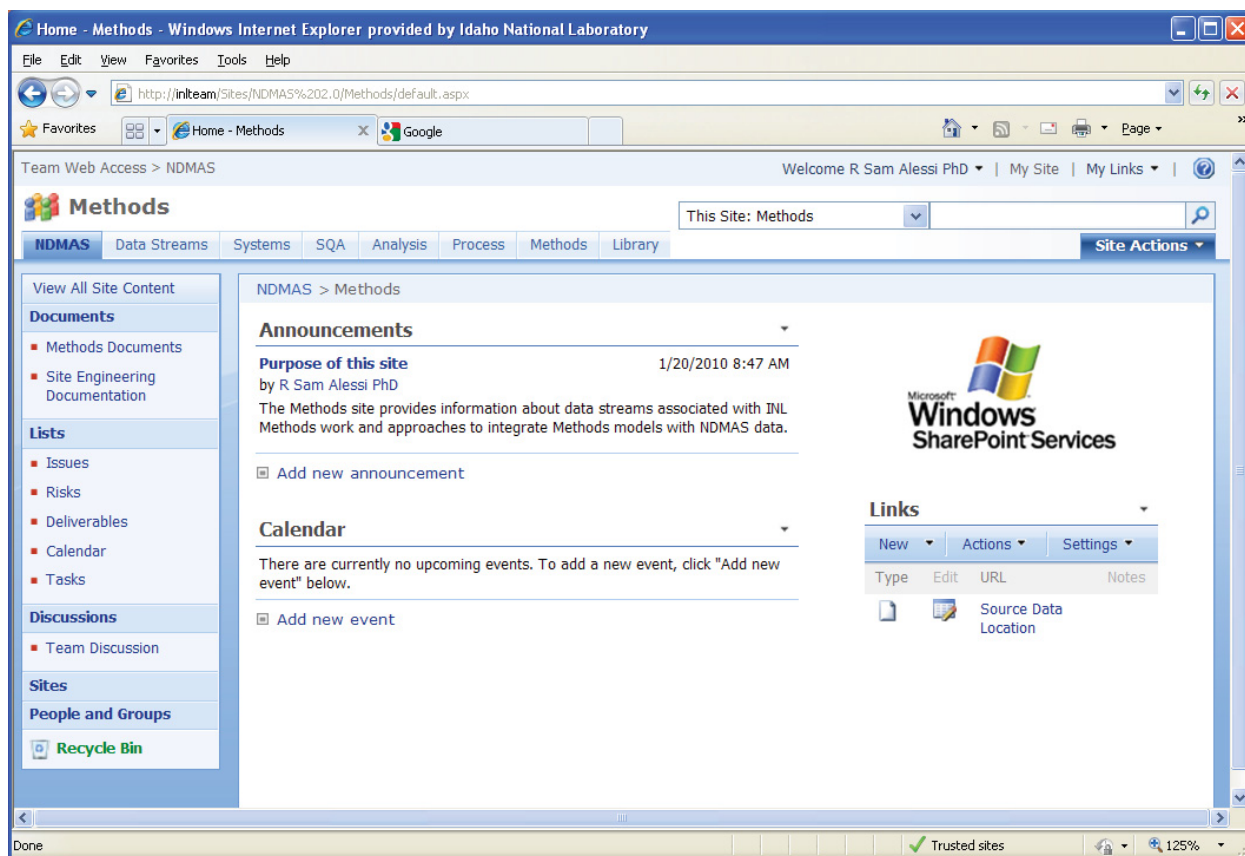 Home - Methods - Windows Internet Explorer provided by Idaho National Laboratory
File Edit View Favorites Tools Help
http://inlteam/Sites/NDMAS%202.0/Methods/default.aspx
Favorites Home - Methods X Google Page »
Team Web Access > NDMAS Welcome R Sam Alessi PhD | My Site | My Links |
Methods
This Site: Methods
NDMAS Data Streams Systems SQA Analysis Process Methods Library Site Actions
View All Site Content
Documents
Methods Documents
Site Engineering
Documentation
Lists
Issues
Risks
Deliverables
Calendar
Tasks
Discussions
Team Discussion
Sites
People and Groups
Recycle Bin
NDMAS > Methods
Announcements
Purpose of this site 1/20/2010 8:47 AM
by R Sam Alessi PhD
The Methods site provides information about data streams associated with INL
Methods work and approaches to integrate Methods models with NDMAS data.
Add new announcement
Calendar
There are currently no upcoming events. To add a new event, click "Add new
event" below.
Add new event
Microsoft
Windows
SharePoint Services
Links
New Actions Settings
Type Edit URL Notes
Source Data
Location
Done Trusted sites 125%